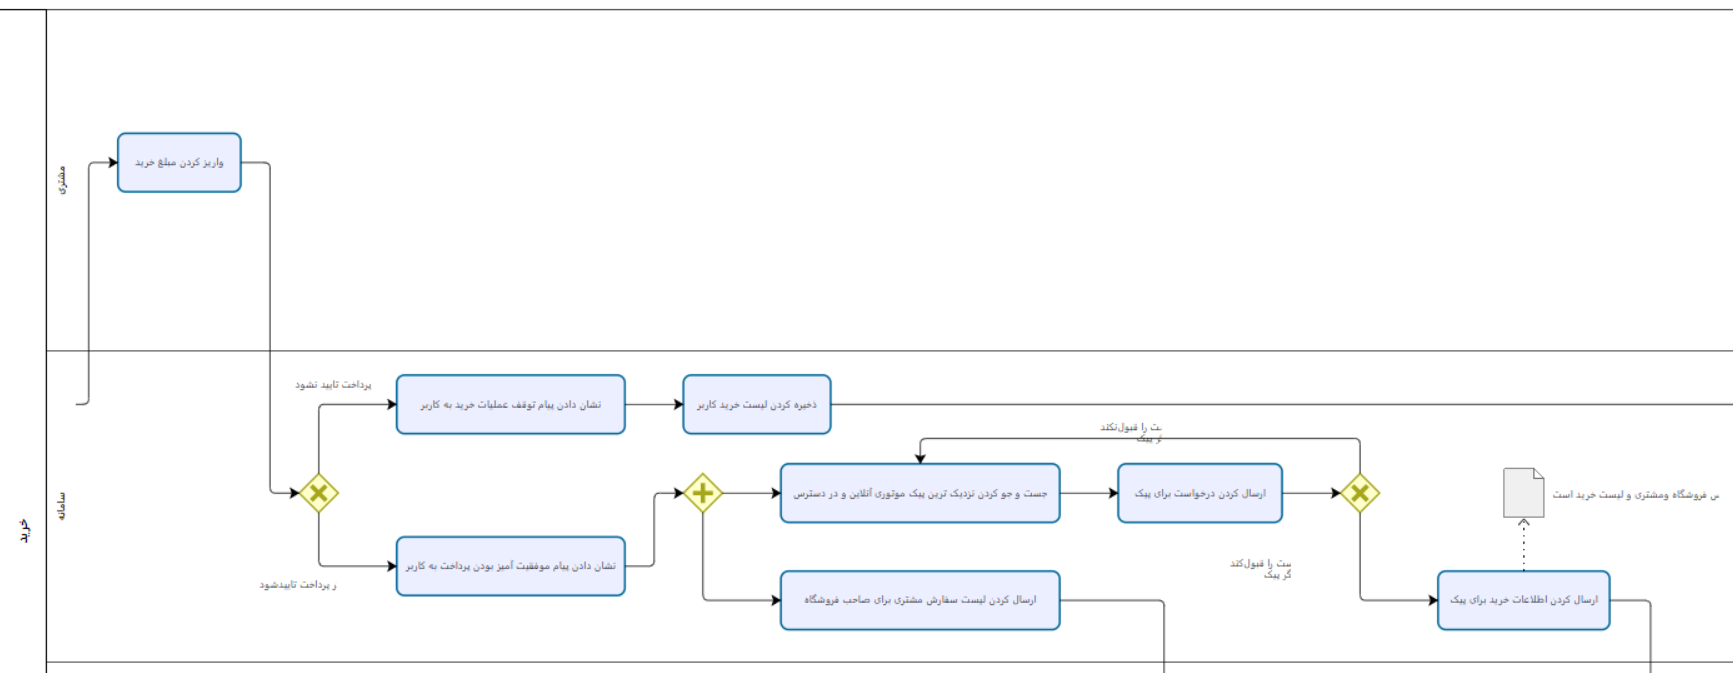 خرید
مشتری
واریز کردن مبلغ خرید
سامانه
پرداخت تایید نشود
نشان دادن پیام توقف عملیات خرید به کاربر
ذخیره کردن لیست خرید کاربر
پرداخت تاییدشود
نشان دادن پیام موفقیت آمیز بودن پرداخت به کاربر
جست و جو کردن نزدیک ترین پیک موتوری آنلاین و در دسترس
ارسال کردن درخواست برای پیک
را قبول‌نکند
پیک
ارسال کردن لیست سفارش مشتری برای صاحب فروشگاه
را قبول‌کند
پیک
ارسال کردن اطلاعات خرید برای پیک
فروشگاه ومشتری و لیست خرید است